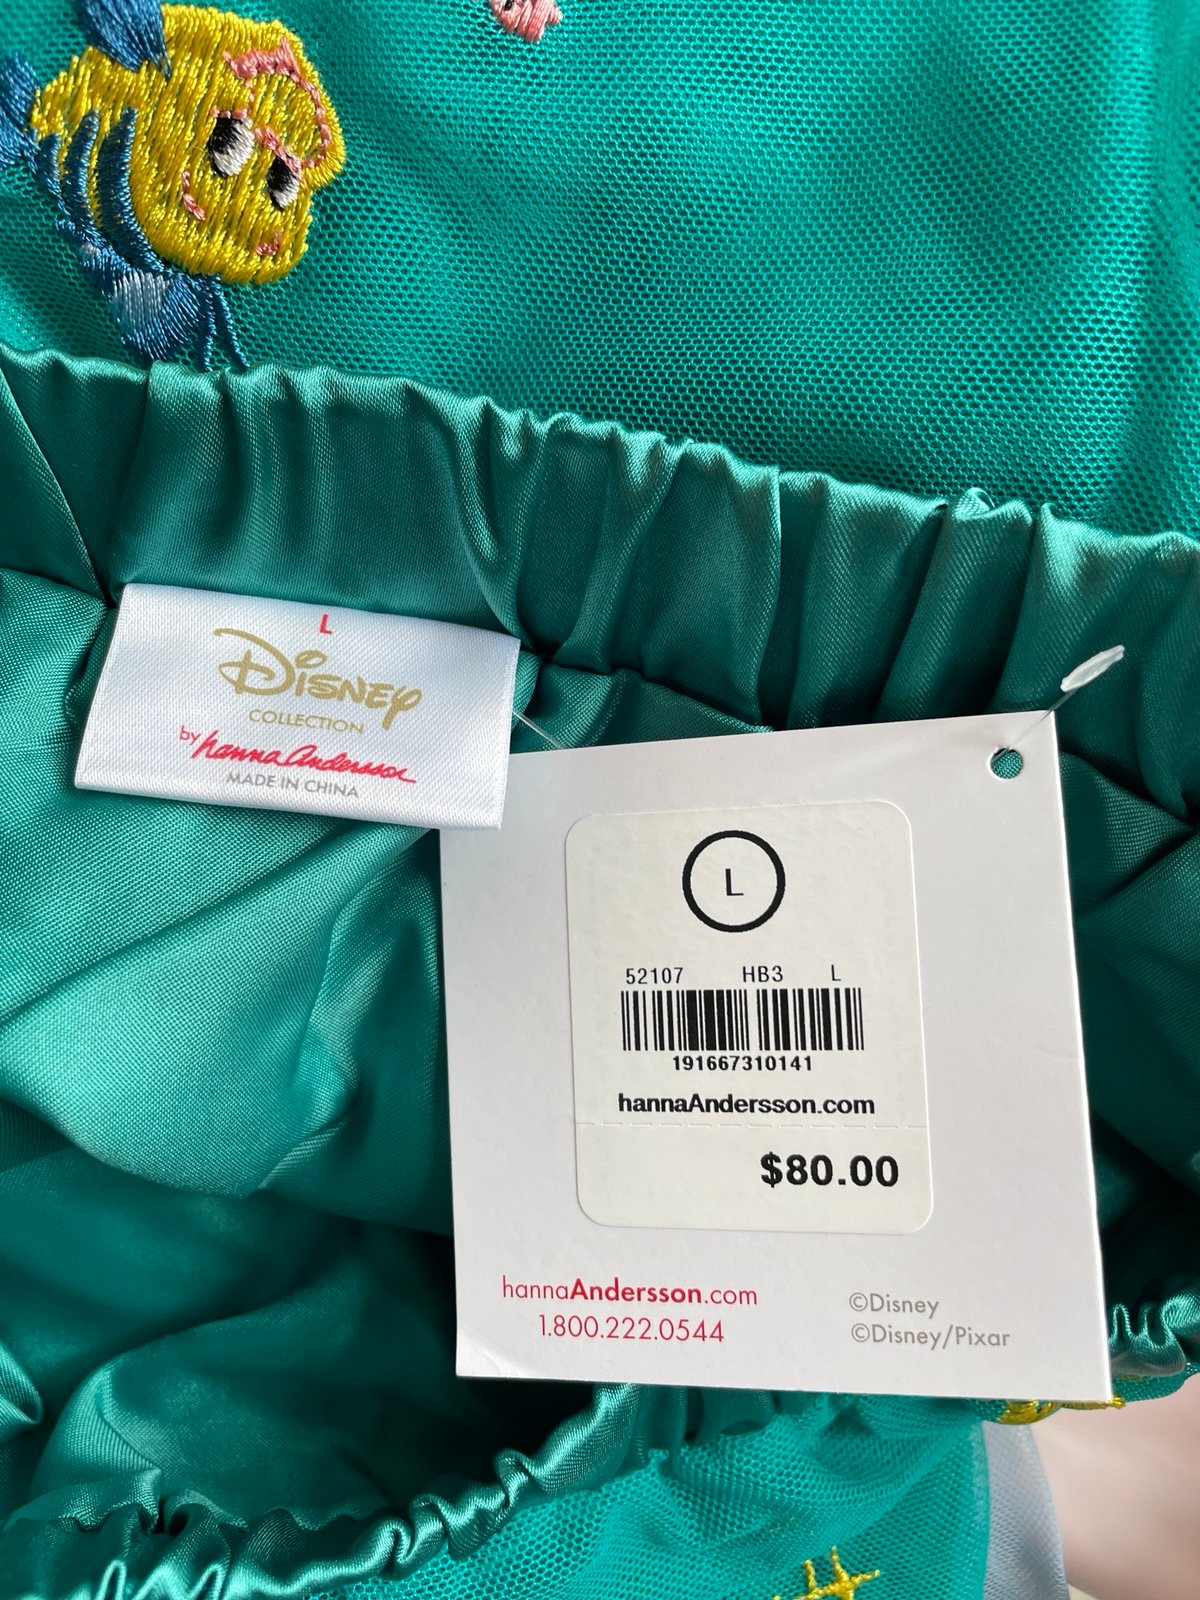 L
Disney
COLLECTION
by hanna Andersson
MADE IN CHINA
L
52107 HB3 L
191667310141
hannaAndersson.com
$80.00
hannaAndersson.com
1.800.222.0544
©Disney
©Disney/Pixar